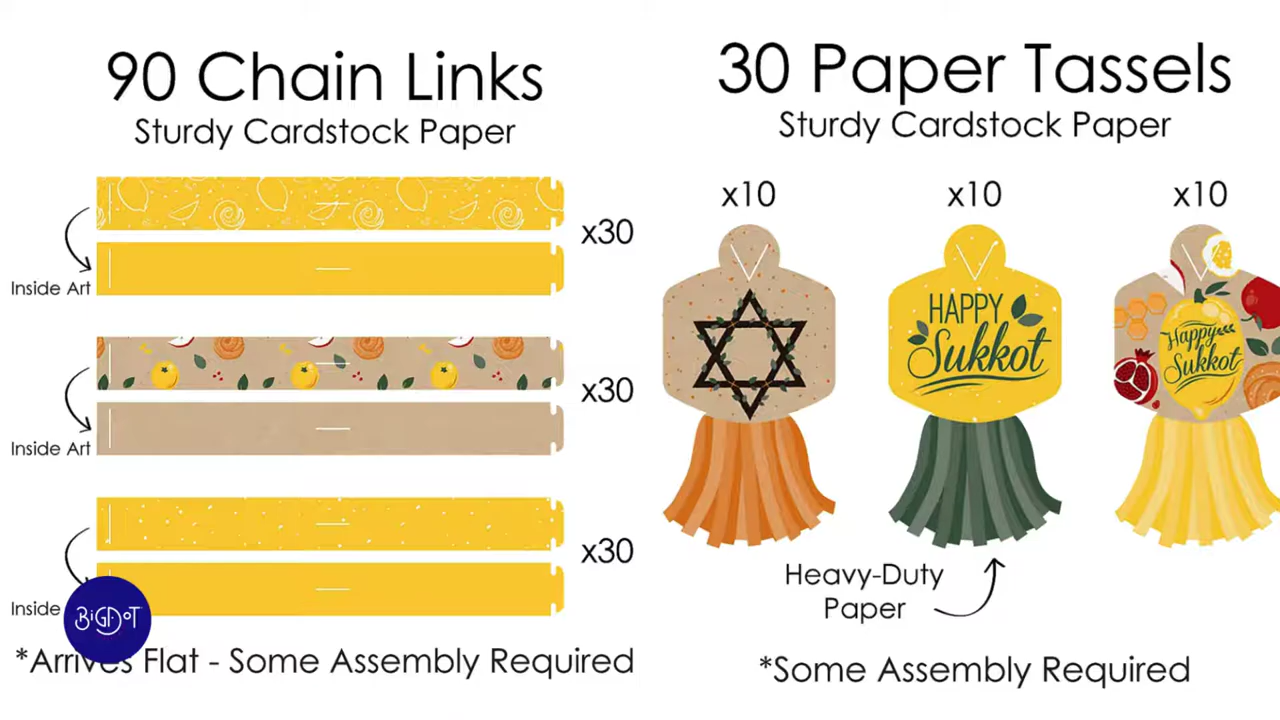 90 Chain Links
Sturdy Cardstock Paper
x30
Inside Art
x30
Inside Art
x30
Inside
BiGDOT
*Arrives Flat - Some Assembly Required
30 Paper Tassels
Sturdy Cardstock Paper
x10
x10
x10
HAPPY
Sukkot
Happy
Sukkot
Heavy-Duty
Paper
*Some Assembly Required